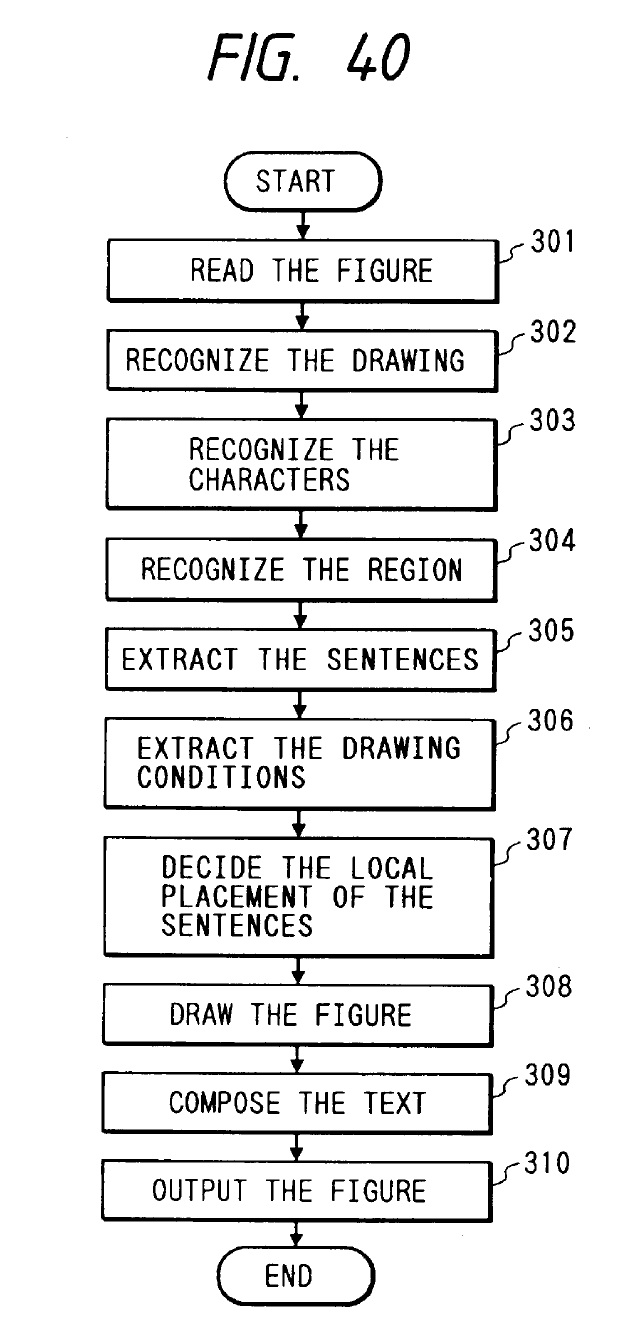 FIG. 40
START
301
READ THE FIGURE
302
RECOGNIZE THE DRAWING
303
RECOGNIZE THE
CHARACTERS
304
RECOGNIZE THE REGION
305
EXTRACT THE SENTENCES
306
EXTRACT THE DRAWING
CONDITIONS
307
DECIDE THE LOCAL
PLACEMENT OF THE
SENTENCES
308
DRAW THE FIGURE
309
COMPOSE THE TEXT
310
OUTPUT THE FIGURE
END